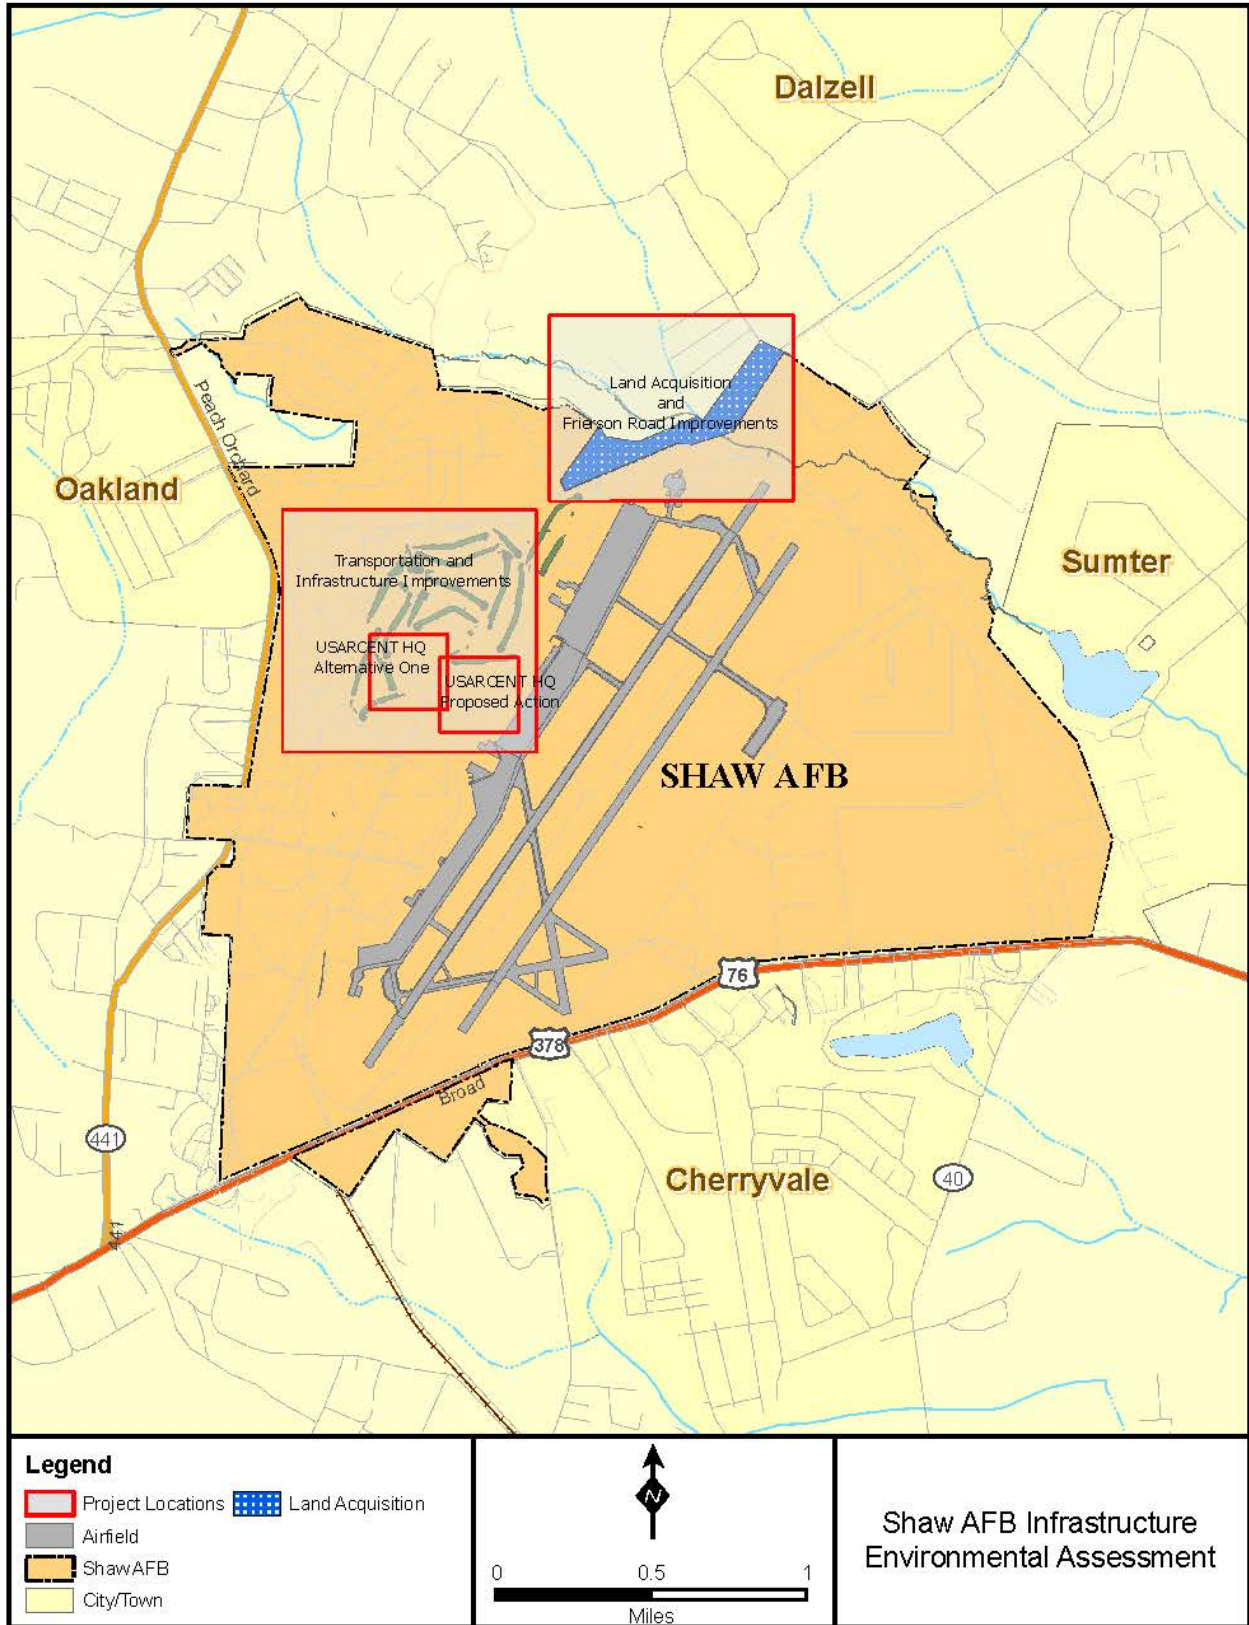 Dalzell
Land Acquisition
and
Frierson Road Improvements
Peach Orchard
Oakland
Transportation and
Infrastructure Improvements
Sumter
USARCENT HQ
Alternative One
USARCENT HQ
Proposed Action
SHAW AFB
76
378
Broad
441
Cherryvale
40
441
Legend
Project Locations
Land Acquisition
Airfield
Shaw AFB
City/Town
N
0 0.5 1
Miles
Shaw AFB Infrastructure
Environmental Assessment